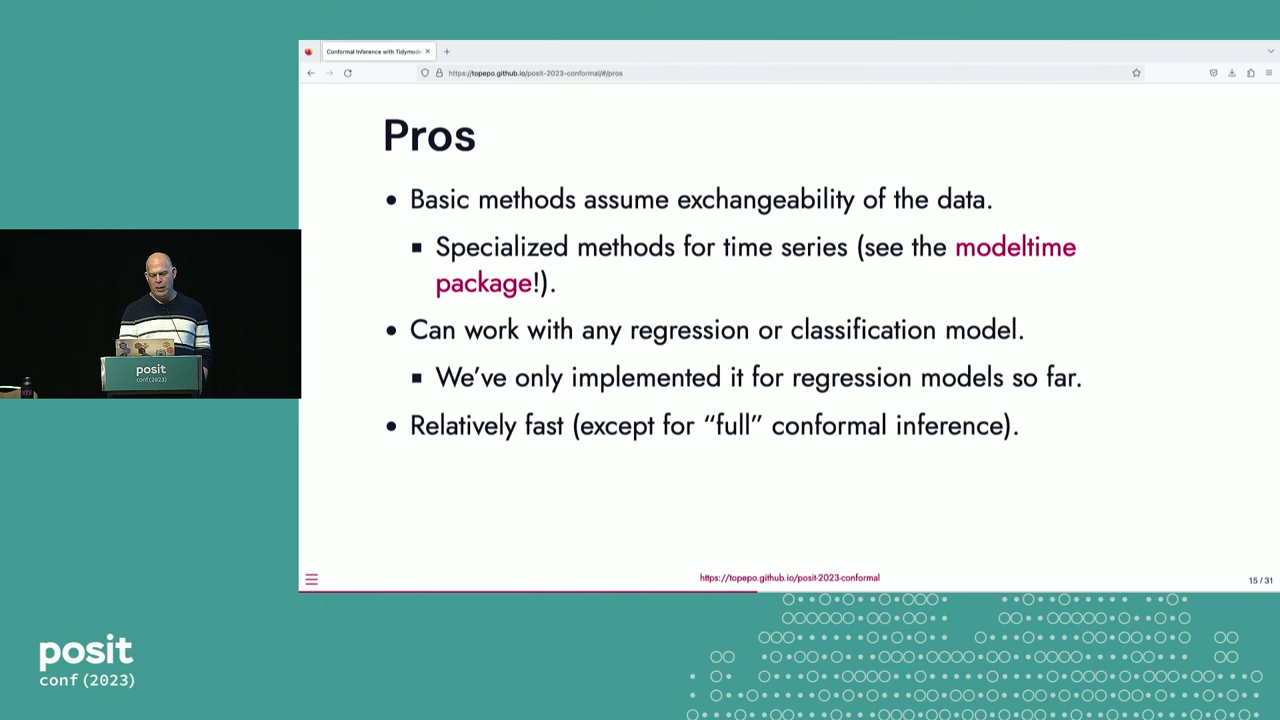 Conformal Inference with Tidymode
https://topepo.github.io/posit-2023-conformal/#/pros
Pros
• Basic methods assume exchangeability of the data.
▪ Specialized methods for time series (see the modeltime
package!).
• Can work with any regression or classification model.
▪ We've only implemented it for regression models so far.
• Relatively fast (except for “full” conformal inference).
https://topepo.github.io/posit-2023-conformal
15 / 31
posit
conf(2023)
posit
conf(2023)